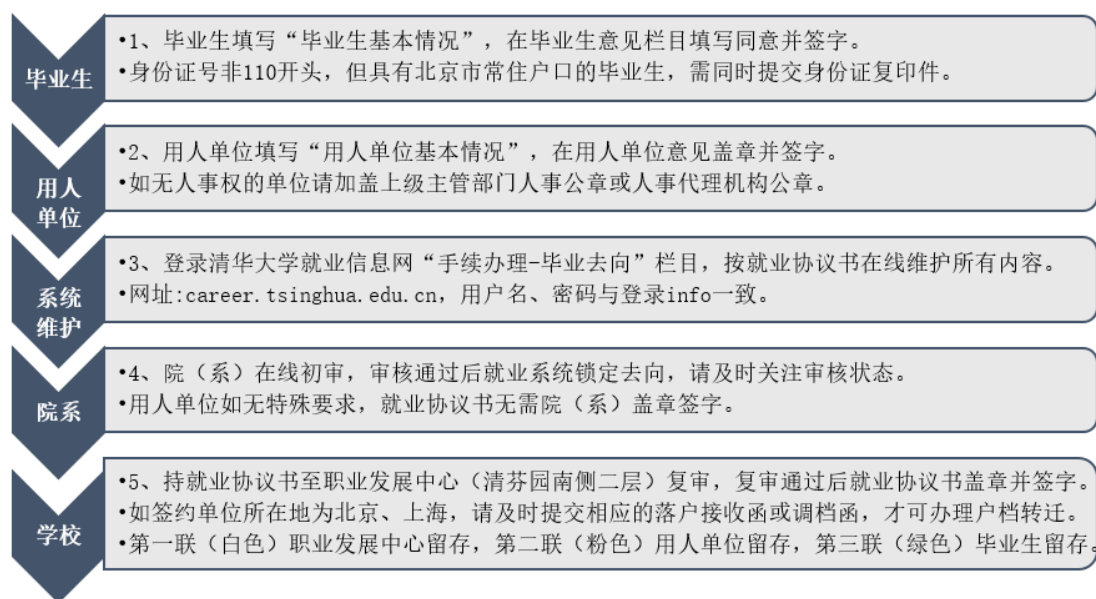 毕业生
•1、毕业生填写“毕业生基本情况”，在毕业生意见栏目填写同意并签字。
•身份证号非110开头，但具有北京市常住户口的毕业生，需同时提交身份证复印件。
用人
单位
•2、用人单位填写“用人单位基本情况”，在用人单位意见盖章并签字。
•如无人事权的单位请加盖上级主管部门人事公章或人事代理机构公章。
系统
维护
•3、登录清华大学就业信息网“手续办理-毕业去向”栏目，按就业协议书在线维护所有内容。
•网址:career.tsinghua.edu.cn，用户名、密码与登录info一致。
院系
•4、院（系）在线初审，审核通过后就业系统锁定去向，请及时关注审核状态。
•用人单位如无特殊要求，就业协议书无需院（系）盖章签字。
学校
•5、持就业协议书至职业发展中心（清芬园南侧二层）复审，复审通过后就业协议书盖章并签字。
•如签约单位所在地为北京、上海，请及时提交相应的落户接收函或调档函，才可办理户档转迁。
•第一联（白色）职业发展中心留存，第二联（粉色）用人单位留存，第三联（绿色）毕业生留存。